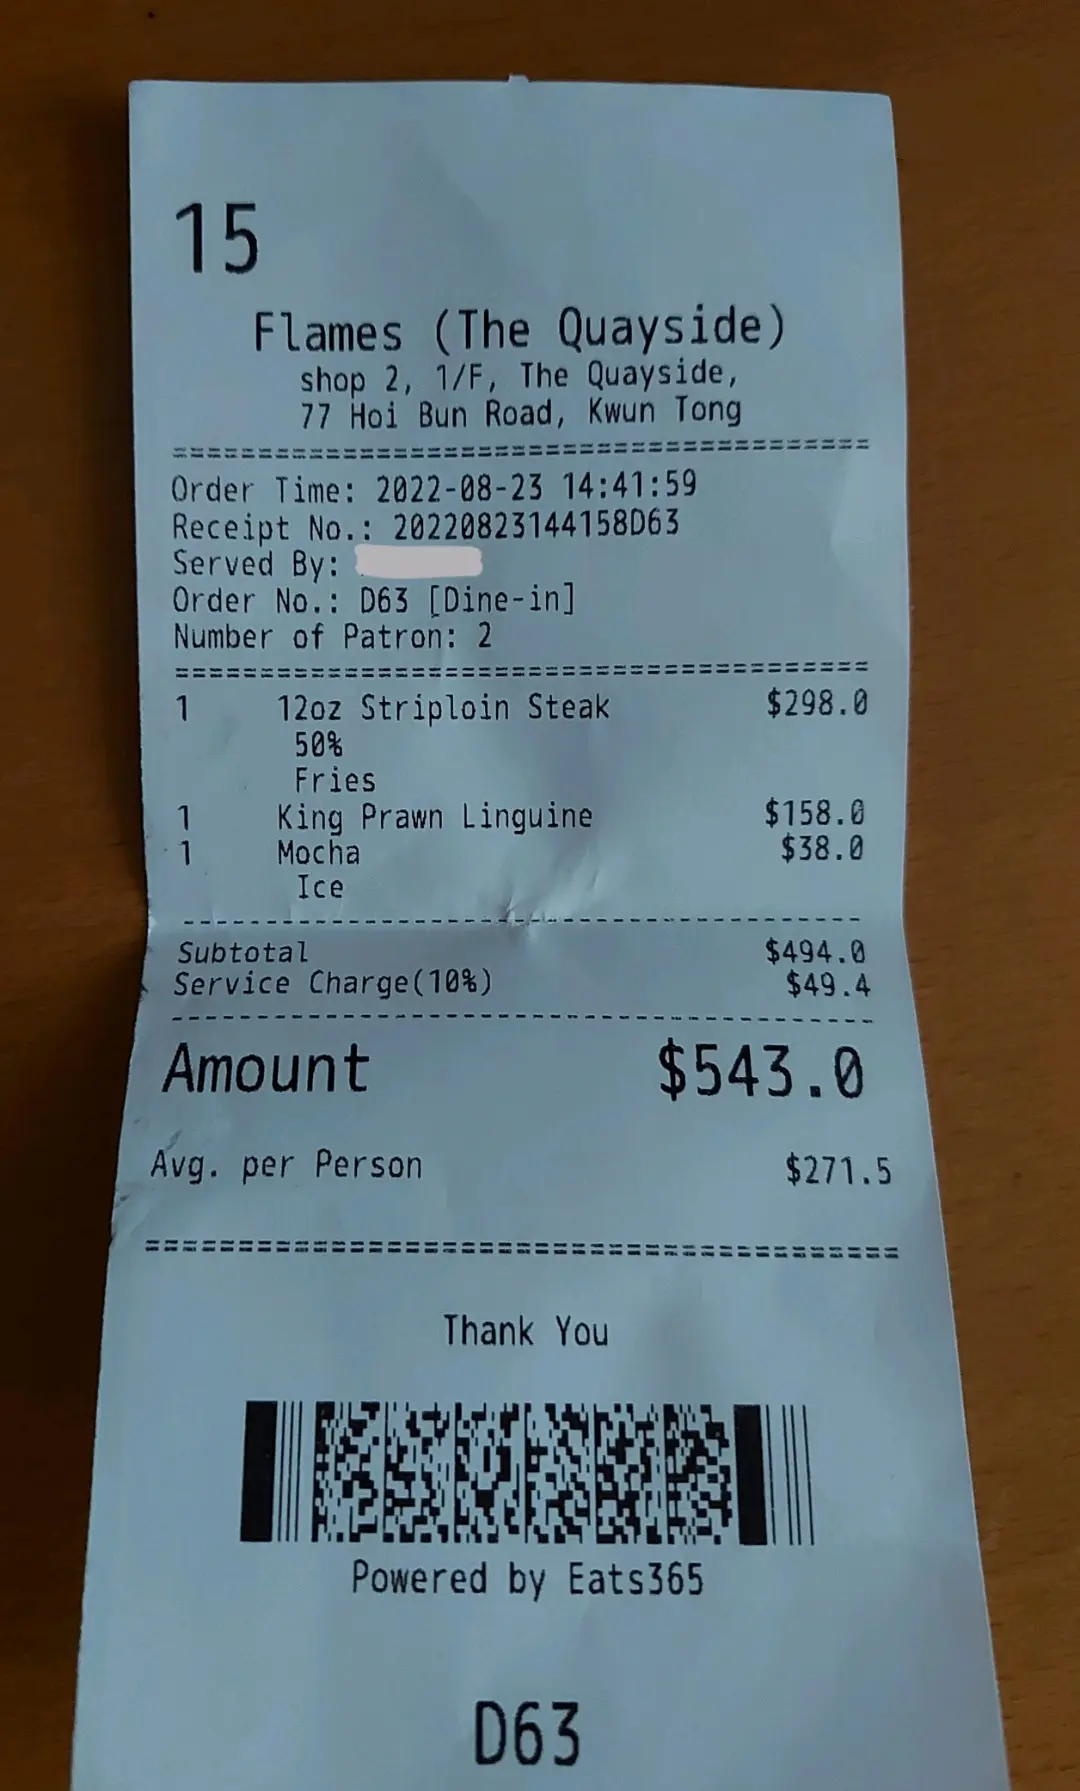 15
Flames (The Quayside)
shop 2, 1/F, The Quayside,
77 Hoi Bun Road, Kwun Tong
=========================================
Order Time: 2022-08-23 14:41:59
Receipt No.: 20220823144158D63
Served By:
Order No.: D63 [Dine-in]
Number of Patron: 2
=========================================
1 12oz Striploin Steak $298.0
50%
Fries
1 King Prawn Linguine $158.0
1 Mocha $38.0
Ice
-----------------------------------------
Subtotal $494.0
Service Charge(10%) $49.4
-----------------------------------------
Amount $543.0
Avg. per Person $271.5
=========================================
Thank You
Powered by Eats365
D63